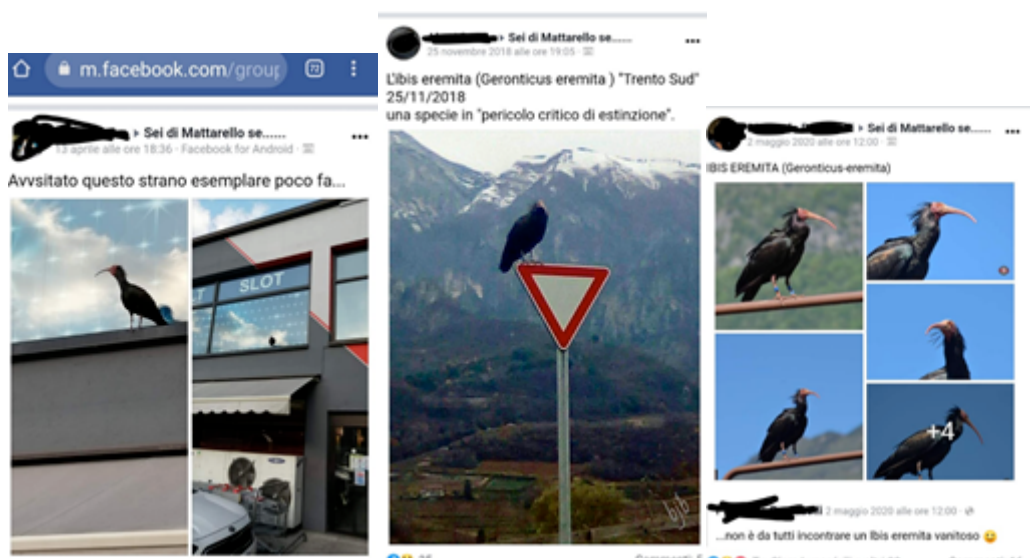 m.facebook.com/group
72
Sei di Mattarello se......
13 aprile alle ore 18:36 · Facebook for Android ·
Avvsitato questo strano esemplare poco fa...
SLOT
Sei di Mattarello se......
25 novembre 2018 alle ore 19:05 ·
L'ibis eremita (Geronticus eremita ) "Trento Sud"
25/11/2018
una specie in "pericolo critico di estinzione".
bjb
Sei di Mattarello se......
2 maggio 2020 alle ore 12:00 ·
IBIS EREMITA (Geronticus-eremita)
+4
2 maggio 2020 alle ore 12:00 ·
...non è da tutti incontrare un Ibis eremita vanitoso 😉